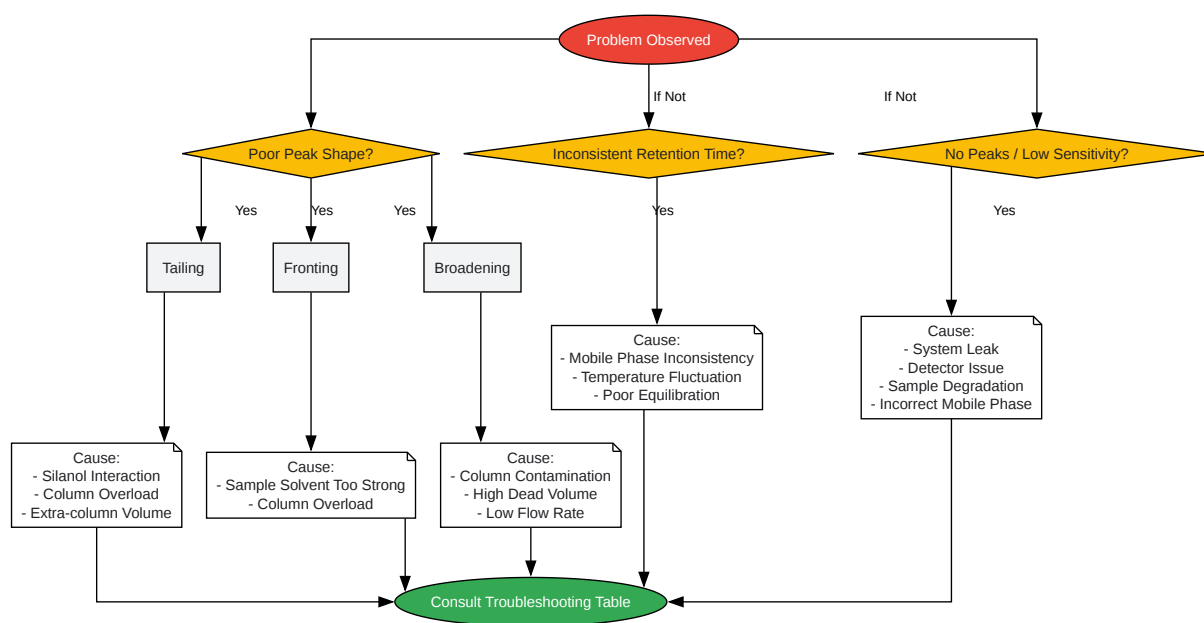 Problem Observed
If Not
If Not
Poor Peak Shape?
Inconsistent Retention Time?
No Peaks / Low Sensitivity?
Yes
Yes
Yes
Yes
Yes
Tailing
Fronting
Broadening
Cause:
- Mobile Phase Inconsistency
- Temperature Fluctuation
- Poor Equilibration
Cause:
- System Leak
- Detector Issue
- Sample Degradation
- Incorrect Mobile Phase
Cause:
- Silanol Interaction
- Column Overload
- Extra-column Volume
Cause:
- Sample Solvent Too Strong
- Column Overload
Cause:
- Column Contamination
- High Dead Volume
- Low Flow Rate
Consult Troubleshooting Table